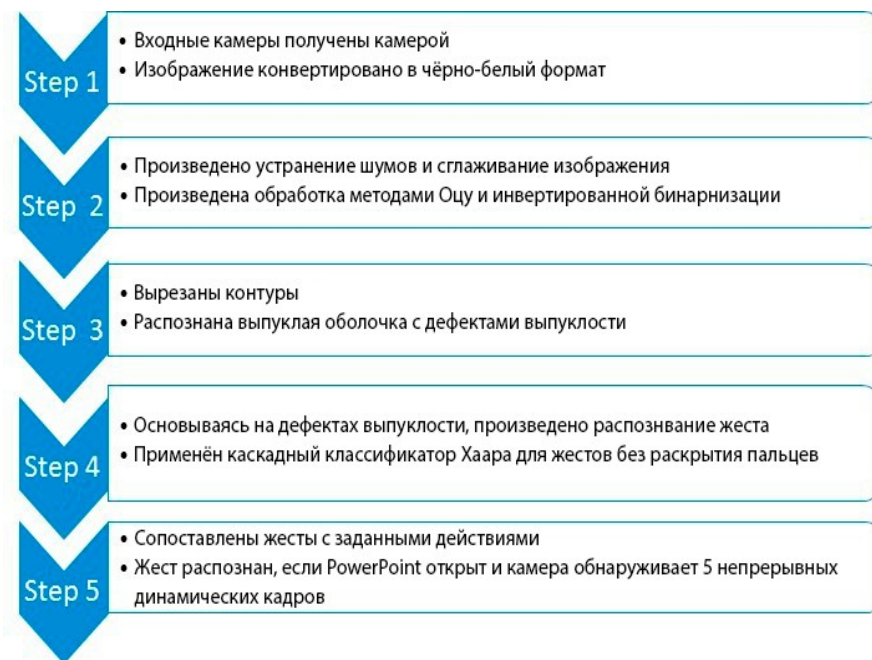 Step 1
• Входные камеры получены камерой
• Изображение конвертировано в чёрно-белый формат
Step 2
• Произведено устранение шумов и сглаживание изображения
• Произведена обработка методами Оцу и инвертированной бинарнизации
Step 3
• Вырезаны контуры
• Распознана выпуклая оболочка с дефектами выпуклости
Step 4
• Основываясь на дефектах выпуклости, произведено распознвание жеста
• Применён каскадный классификатор Хаара для жестов без раскрытия пальцев
Step 5
• Сопоставлены жесты с заданными действиями
• Жест распознан, если PowerPoint открыт и камера обнаруживает 5 непрерывных
динамических кадров